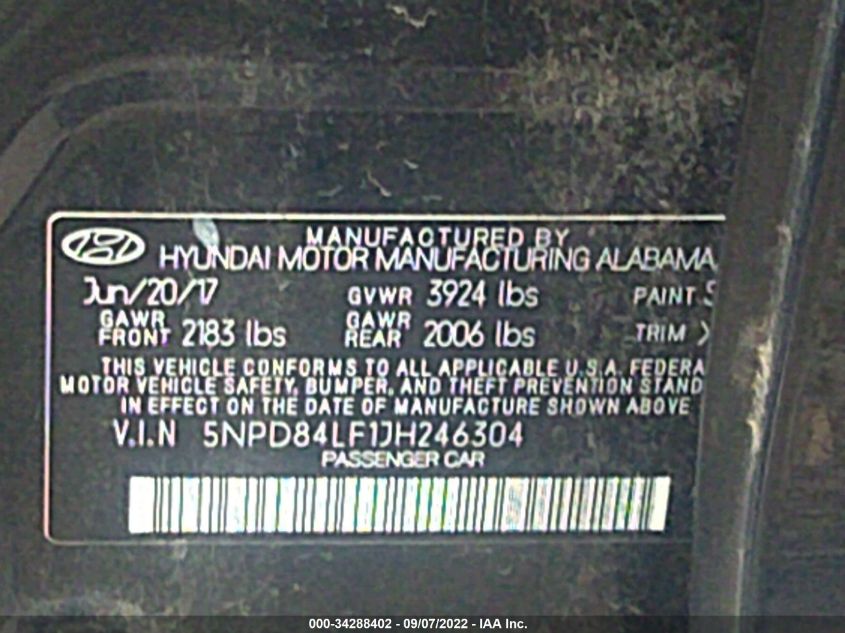 MANUFACTURED BY
HYUNDAI MOTOR MANUFACTURING ALABAMA
Jun/20/17 GVWR 3924 lbs PAINT S
GAWR FRONT 2183 lbs GAWR REAR 2006 lbs TRIM X
THIS VEHICLE CONFORMS TO ALL APPLICABLE U.S.A. FEDERA
MOTOR VEHICLE SAFETY, BUMPER, AND THEFT PREVENTION STAND
IN EFFECT ON THE DATE OF MANUFACTURE SHOWN ABOVE
V.I.N 5NPD84LF1JH246304
PASSENGER CAR
000-34288402 - 09/07/2022 - IAA Inc.